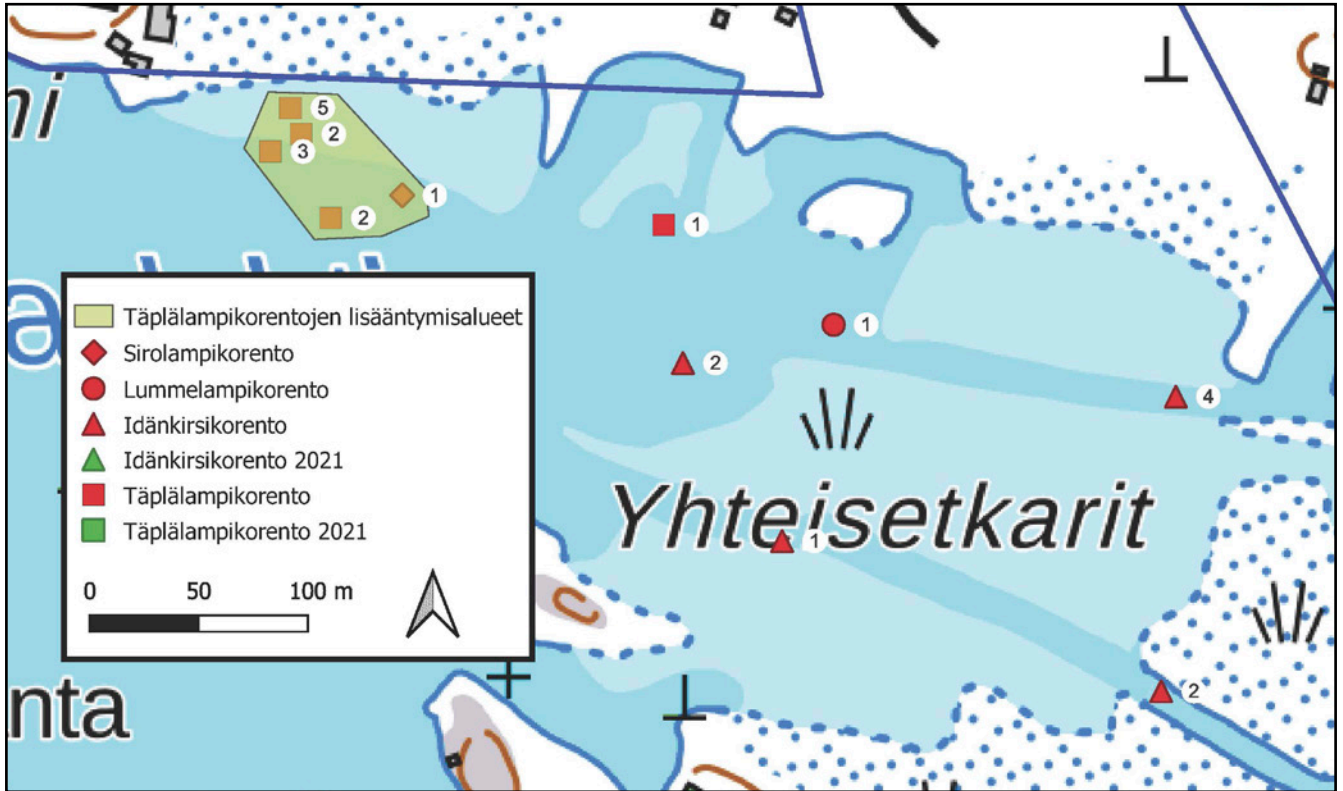 5
2
3
1
2
1
1
2
4
Täplälampikorentojen lisääntymisalueet
Sirolampikorento
Lummelampikorento
Idänkirsikorento
Idänkirsikorento 2021
Täplälampikorento
Täplälampikorento 2021
0 50 100 m
Yhteisetkarit
1
2
nta